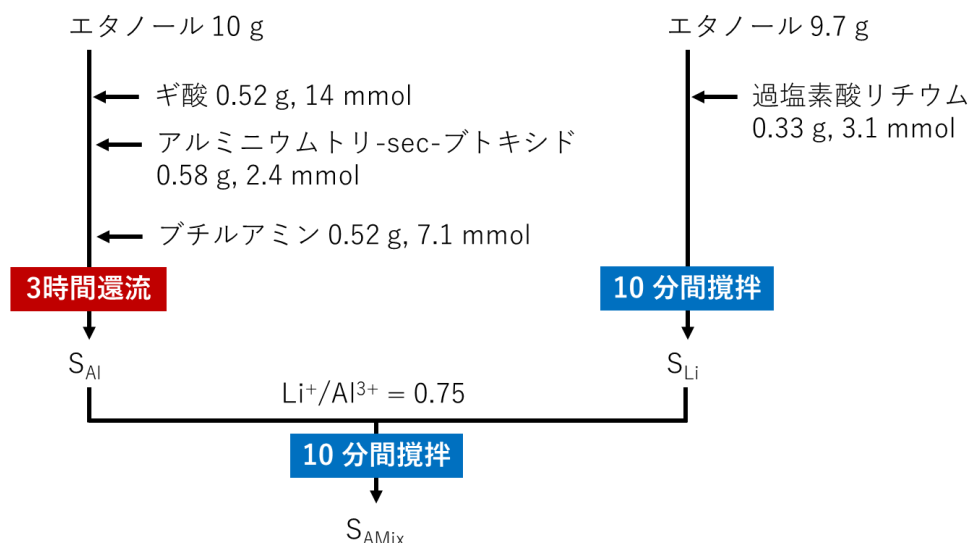 エタノール 10 g
ギ酸 0.52 g, 14 mmol
アルミニウムトリ-sec-ブトキシド
0.58 g, 2.4 mmol
ブチルアミン 0.52 g, 7.1 mmol
3時間還流
S_Al
エタノール 9.7 g
過塩素酸リチウム
0.33 g, 3.1 mmol
10 分間撹拌
S_Li
Li⁺/Al³⁺ = 0.75
10 分間撹拌
S_AMix